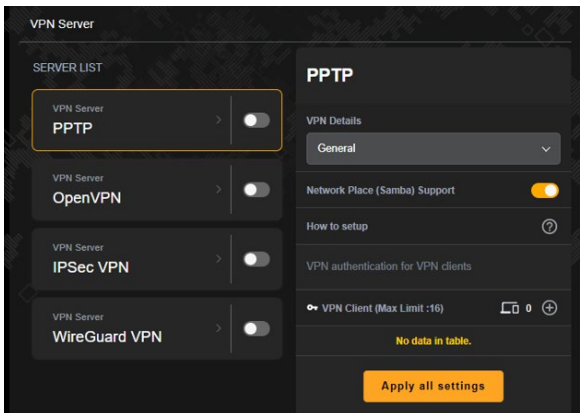 VPN Server
SERVER LIST
VPN Server
PPTP
VPN Server
OpenVPN
VPN Server
IPSec VPN
VPN Server
WireGuard VPN
PPTP
VPN Details
General
Network Place (Samba) Support
How to setup
VPN authentication for VPN clients
VPN Client (Max Limit :16) 0
No data in table.
Apply all settings